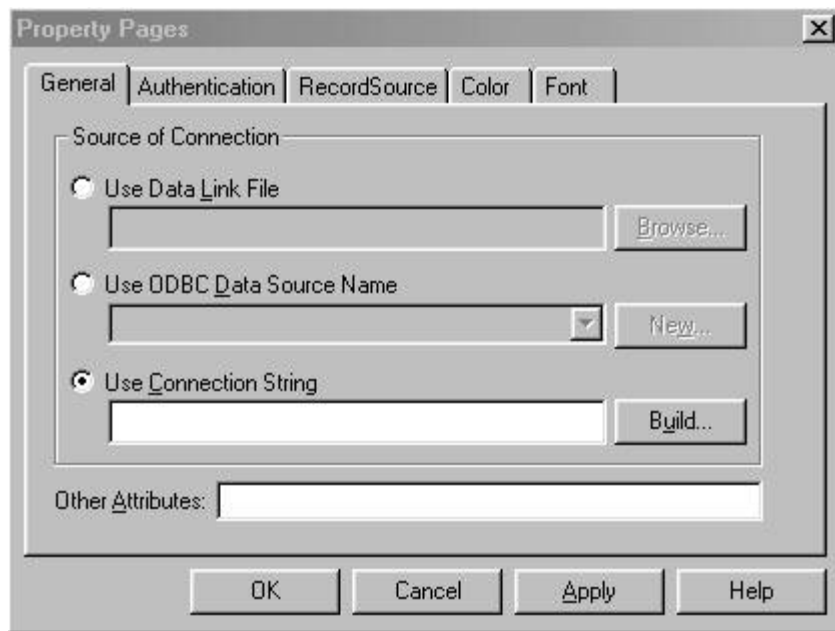 Property Pages
General Authentication RecordSource Color Font
Source of Connection
Use Data Link File
Browse...
Use ODBC Data Source Name
New...
Use Connection String
Build...
Other Attributes:
OK Cancel Apply Help